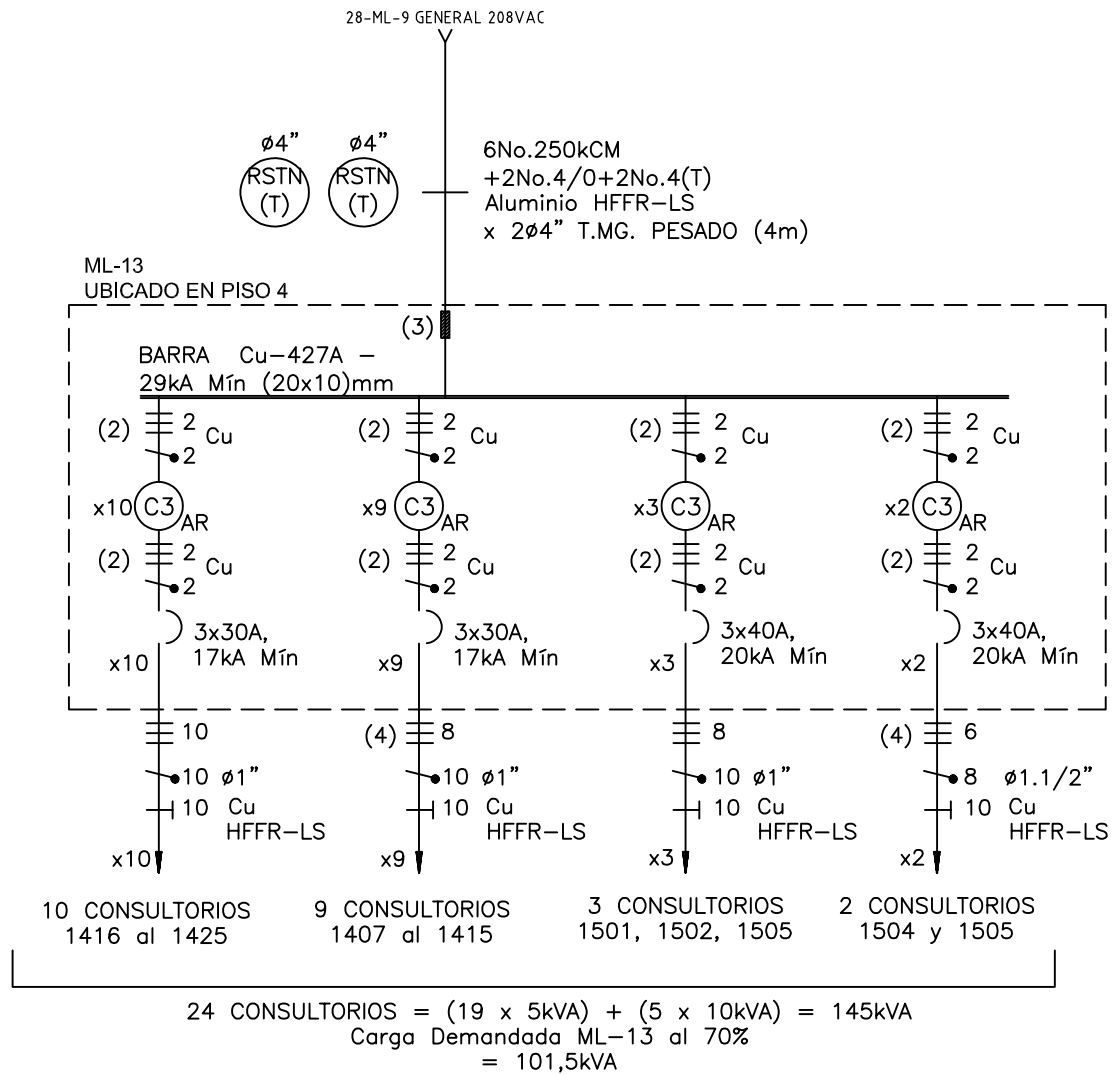 28-ML-9 GENERAL 208VAC
ø4" ø4"
RSTN RSTN
(T) (T)
6No.250kCM
+2No.4/0+2No.4(T)
Aluminio HFFR-LS
x 2ø4" T.MG. PESADO (4m)
ML-13
UBICADO EN PISO 4
(3)
BARRA Cu-427A -
29kA Mín (20x10)mm
(2) 2 Cu (2) 2 Cu (2) 2 Cu (2) 2 Cu
2 2 2 2
x10 C3 AR x9 C3 AR x3 C3 AR x2 C3 AR
(2) 2 Cu (2) 2 Cu (2) 2 Cu (2) 2 Cu
2 2 2 2
3x30A, 3x30A, 3x40A, 3x40A,
17kA Mín 17kA Mín 20kA Mín 20kA Mín
x10 x9 x3 x2
10 (4) 8 8 (4) 6
10 ø1" 10 ø1" 10 ø1" 8 ø1.1/2"
10 Cu 10 Cu 10 Cu 10 Cu
HFFR-LS HFFR-LS HFFR-LS HFFR-LS
x10 x9 x3 x2
10 CONSULTORIOS 9 CONSULTORIOS 3 CONSULTORIOS 2 CONSULTORIOS
1416 al 1425 1407 al 1415 1501, 1502, 1505 1504 y 1505
24 CONSULTORIOS = (19 x 5kVA) + (5 x 10kVA) = 145kVA
Carga Demandada ML-13 al 70%
= 101,5kVA